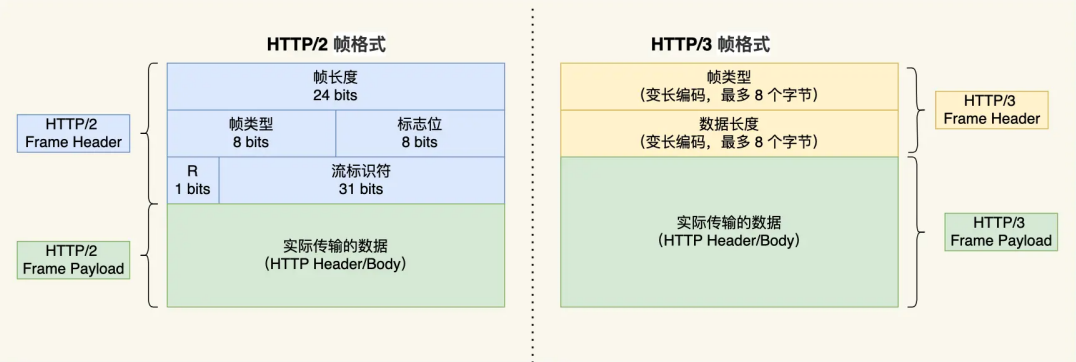 HTTP/2 帧格式
HTTP/2
Frame Header
帧长度
24 bits
帧类型
8 bits
标志位
8 bits
R
1 bits
流标识符
31 bits
HTTP/2
Frame Payload
实际传输的数据
(HTTP Header/Body)
HTTP/3 帧格式
帧类型
(变长编码，最多 8 个字节)
数据长度
(变长编码，最多 8 个字节)
HTTP/3
Frame Header
实际传输的数据
(HTTP Header/Body)
HTTP/3
Frame Payload